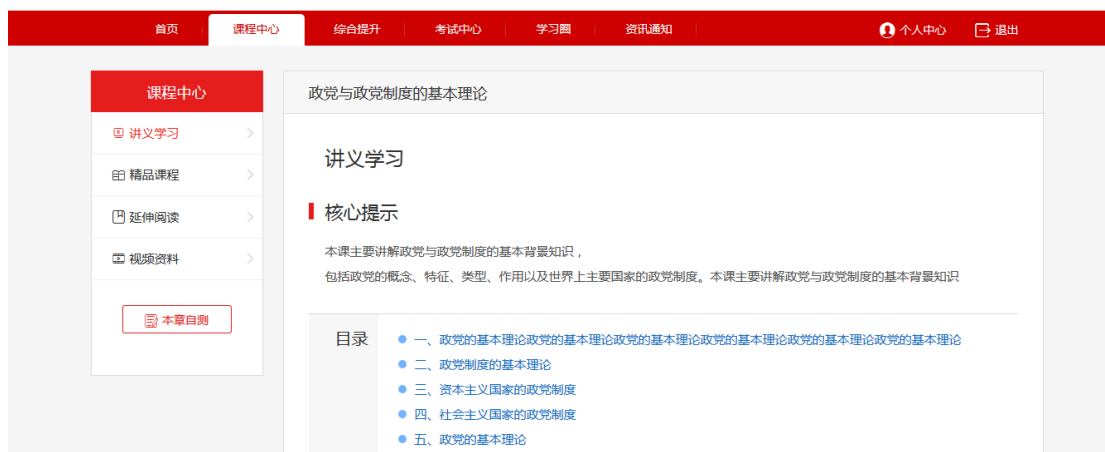 首页 课程中心 综合提升 考试中心 学习圈 资讯通知 个人中心 退出
课程中心
讲义学习
精品课程
延伸阅读
视频资料
本章自测
政党与政党制度的基本理论
讲义学习
核心提示
本课主要讲解政党与政党制度的基本背景知识，
包括政党的概念、特征、类型、作用以及世界上主要国家的政党制度。本课主要讲解政党与政党制度的基本背景知识
目录
一、政党的基本理论政党的基本理论政党的基本理论政党的基本理论政党的基本理论政党的基本理论
二、政党制度的基本理论
三、资本主义国家的政党制度
四、社会主义国家的政党制度
五、政党的基本理论